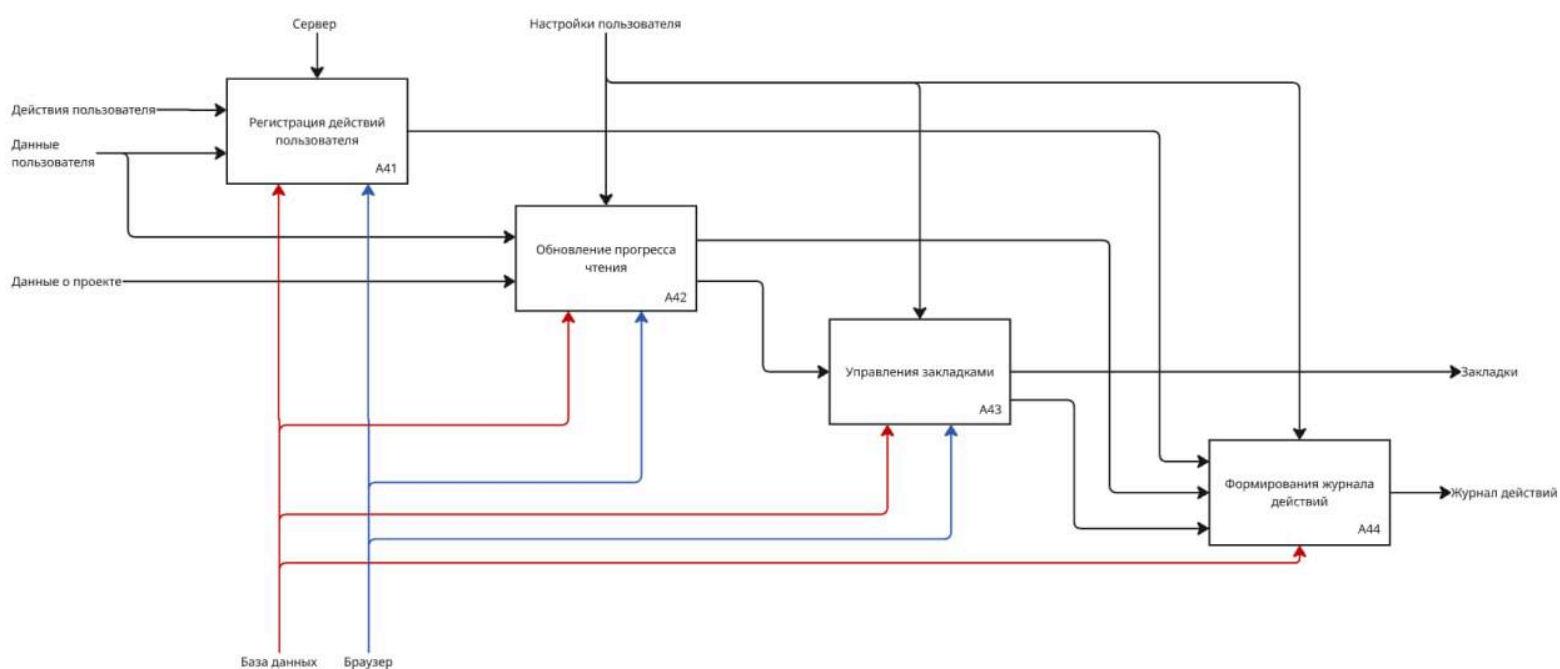 Сервер
Настройки пользователя
Действия пользователя
Регистрация действий
пользователя
A41
Данные
пользователя
Обновление прогресса
чтения
A42
Данные о проекте
Управления закладками
A43
Закладки
Формирования журнала
действий
A44
Журнал действий
База данных
Браузер